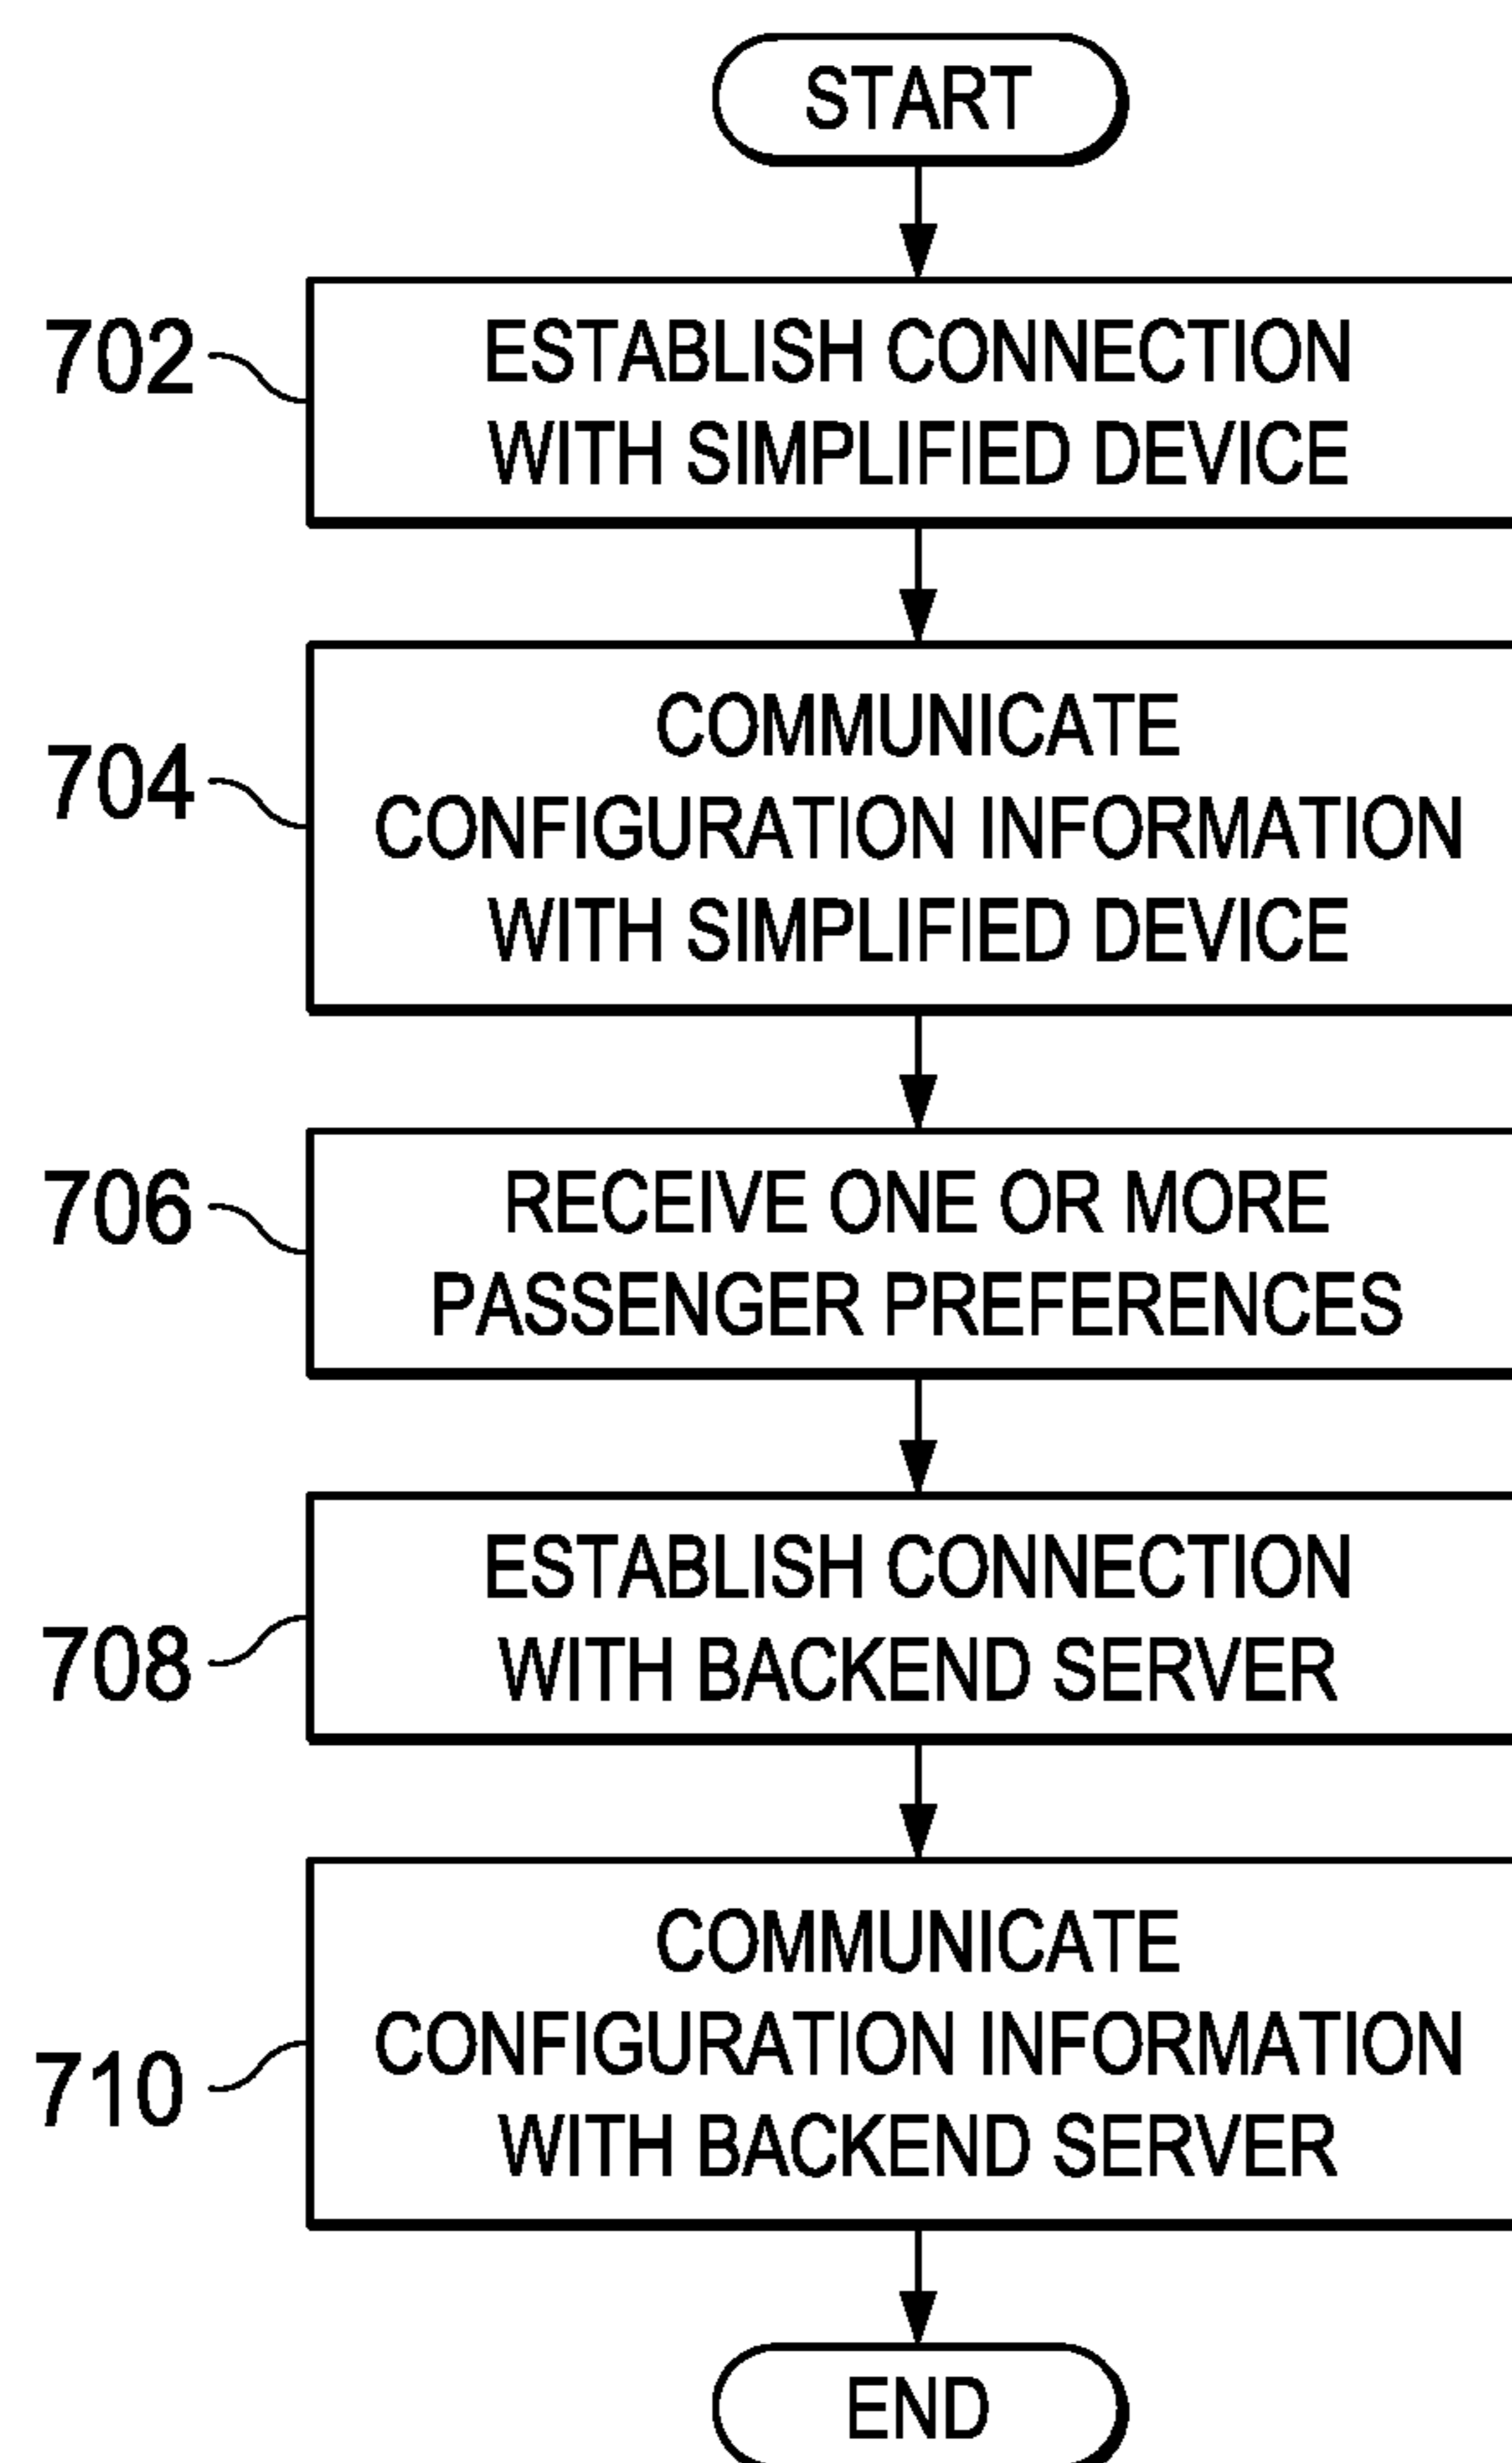 START
702
ESTABLISH CONNECTION
WITH SIMPLIFIED DEVICE
704
COMMUNICATE
CONFIGURATION INFORMATION
WITH SIMPLIFIED DEVICE
706
RECEIVE ONE OR MORE
PASSENGER PREFERENCES
708
ESTABLISH CONNECTION
WITH BACKEND SERVER
710
COMMUNICATE
CONFIGURATION INFORMATION
WITH BACKEND SERVER
END